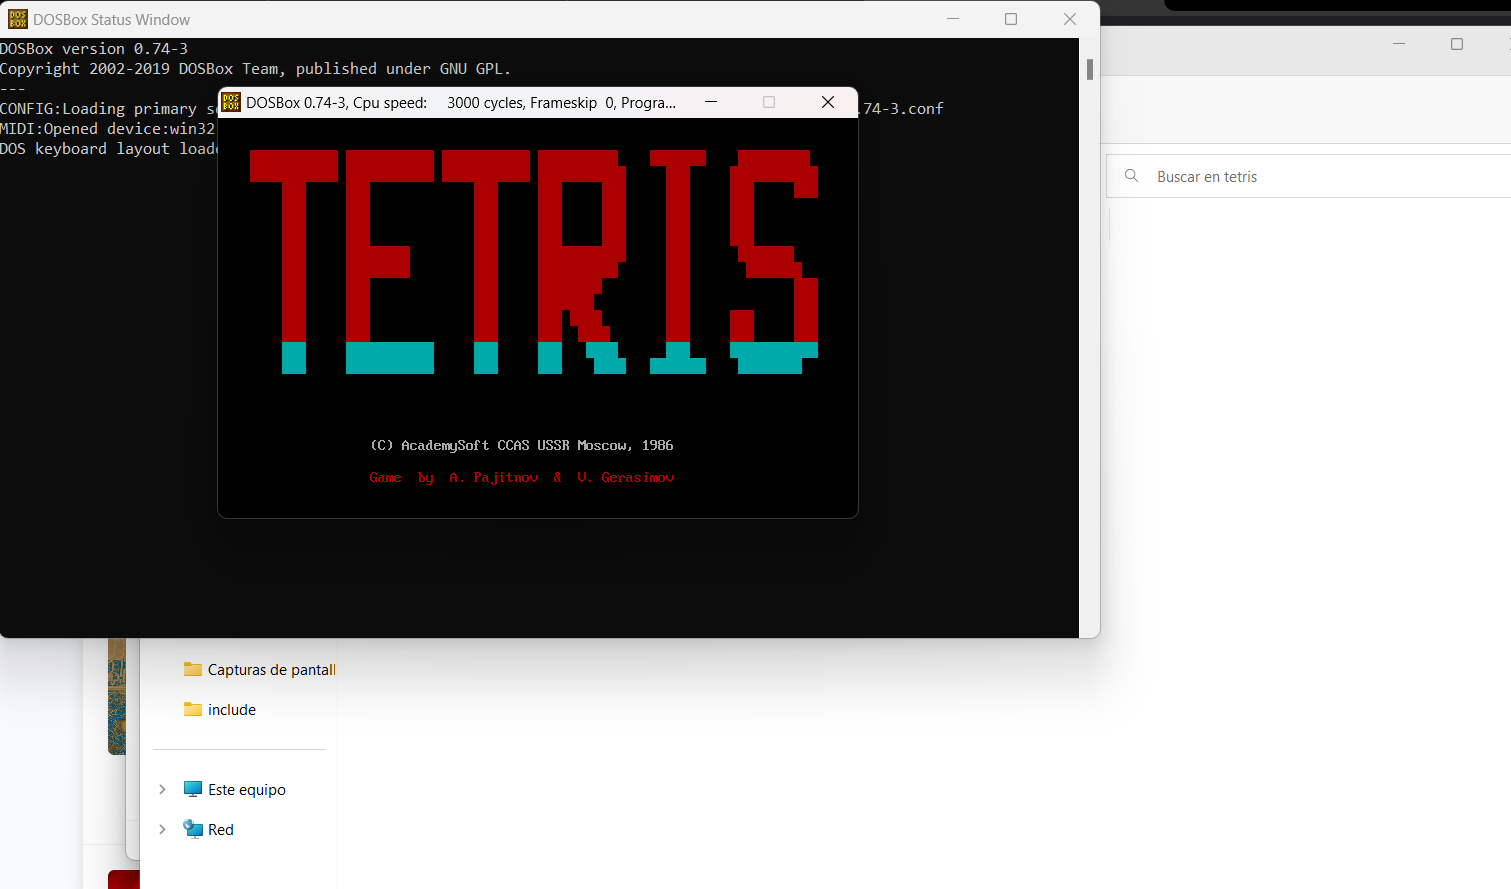 DOSBox Status Window
DOSBox version 0.74-3
Copyright 2002-2019 DOSBox Team, published under GNU GPL.
---
CONFIG:Loading primary .74-3.conf
MIDI:Opened device:win32
DOS keyboard layout
DOSBox 0.74-3, Cpu speed: 3000 cycles, Frameskip 0, Progra...
TETRIS
(C) AcademySoft CCAS USSR Moscow, 1986
Game by A. Pajitnov & V. Gerasimov
Buscar en tetris
Capturas de pantall
include
Este equipo
Red